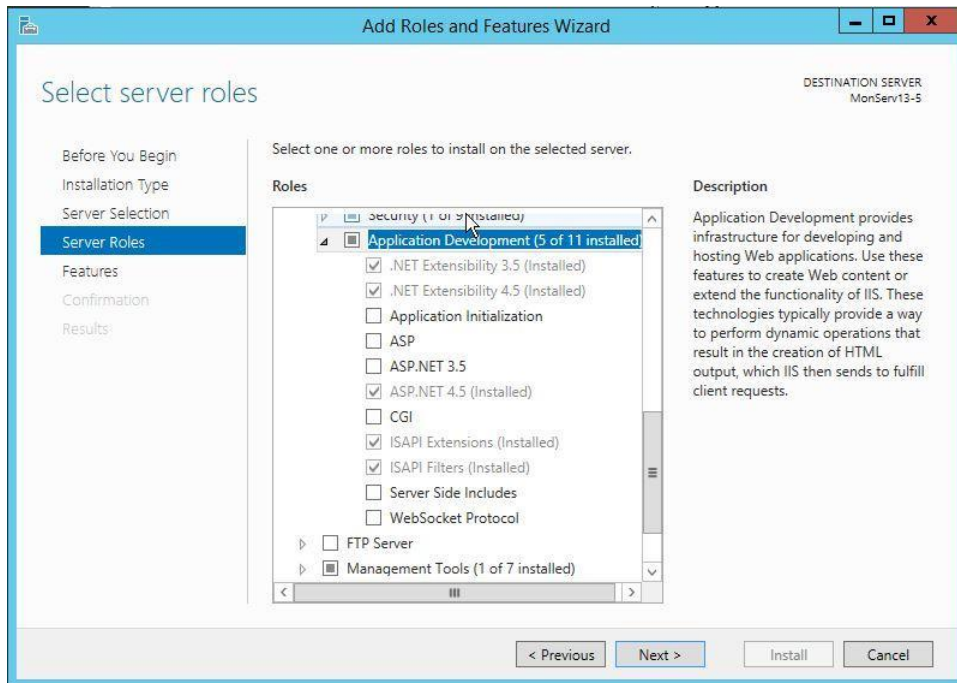 Add Roles and Features Wizard
Select server roles
DESTINATION SERVER
MonServ13-5
Before You Begin
Installation Type
Server Selection
Server Roles
Features
Confirmation
Results
Select one or more roles to install on the selected server.
Roles
Security (1 of 9 installed)
Application Development (5 of 11 installed)
.NET Extensibility 3.5 (Installed)
.NET Extensibility 4.5 (Installed)
Application Initialization
ASP
ASP.NET 3.5
ASP.NET 4.5 (Installed)
CGI
ISAPI Extensions (Installed)
ISAPI Filters (Installed)
Server Side Includes
WebSocket Protocol
FTP Server
Management Tools (1 of 7 installed)
Description
Application Development provides
infrastructure for developing and
hosting Web applications. Use these
features to create Web content or
extend the functionality of IIS. These
technologies typically provide a way
to perform dynamic operations that
result in the creation of HTML
output, which IIS then sends to fulfill
client requests.
< Previous
Next >
Install
Cancel